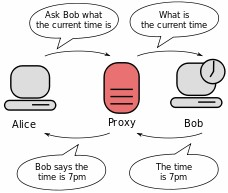 Ask Bob what
the current time is
What is
the current time
Alice
Proxy
Bob
Bob says the
time is 7pm
The time
is 7pm